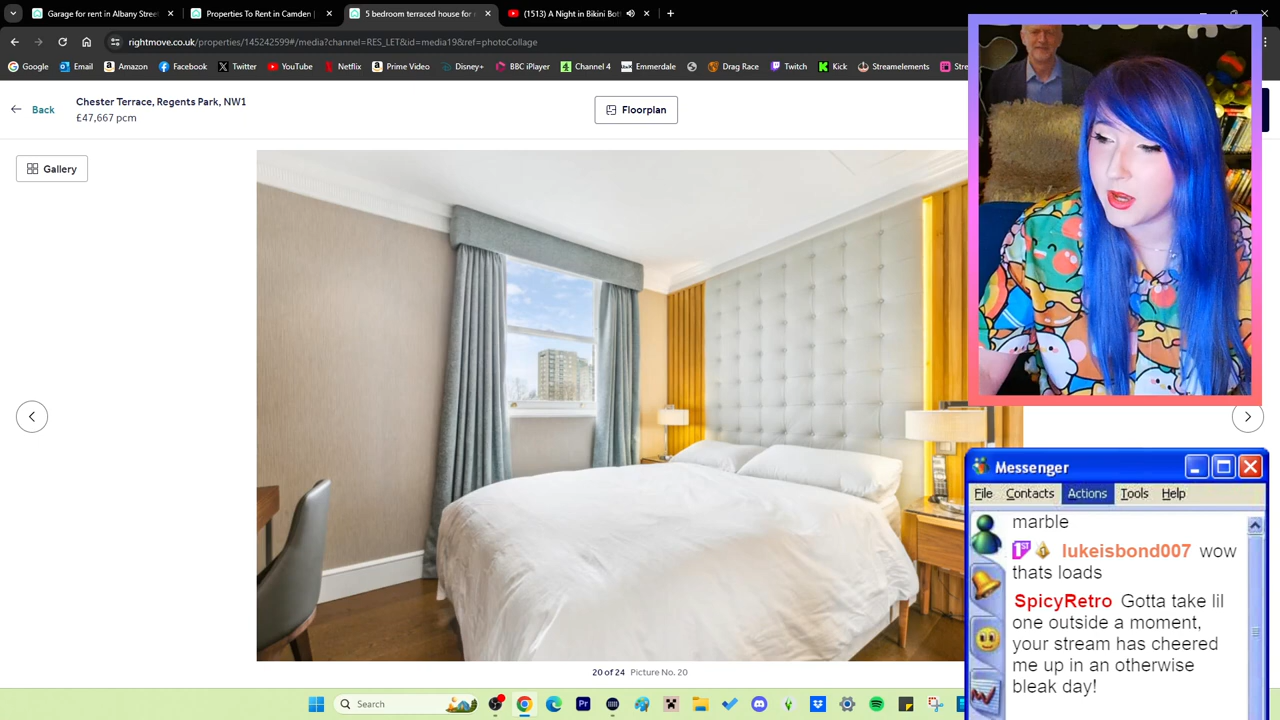 Garage for rent in Albany Street
Properties To Rent in Camden
5 bedroom terraced house for
(1513) A Night in Bikini Bot
rightmove.co.uk/properties/145242599#/media?channel=RES_LET&id=media19&ref=photoCollage
Google Email Amazon Facebook Twitter YouTube Netflix Prime Video Disney+ BBC iPlayer Channel 4 Emmerdale Drag Race Twitch Kick Streamelements
Back
Chester Terrace, Regents Park, NW1
£47,667 pcm
Floorplan
Gallery
20 of 24 Picture No. 20
Messenger
File Contacts Actions Tools Help
marble
lukeisbond007 wow
thats loads
SpicyRetro Gotta take lil
one outside a moment,
your stream has cheered
me up in an otherwise
bleak day!
Search